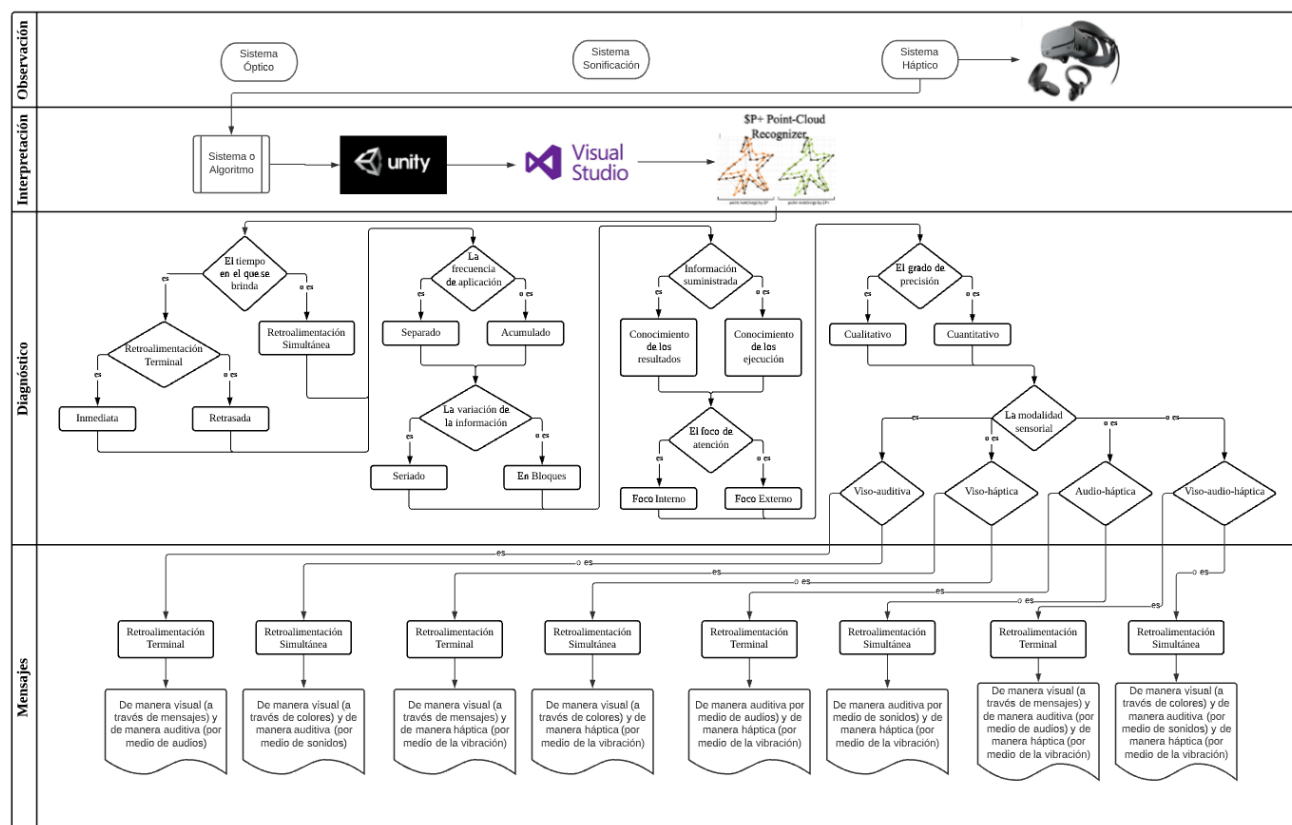 Observación
Sistema
Óptico
Sistema
Sonificación
Sistema
Háptico
Interpretación
Sistema o
Algoritmo
unity
Visual
Studio
$P+ Point-Cloud
Recognizer
Diagnóstico
El tiempo
en el que se
brinda
es
o es
Retroalimentación
Terminal
Retroalimentación
Simultánea
es
o es
Inmediata
Retrasada
La
frecuencia
de aplicación
es
o es
Separado
Acumulado
La variación de
la información
es
o es
Seriado
En Bloques
Información
suministrada
es
o es
Conocimiento
de los
resultados
Conocimiento
de los
ejecución
El foco de
atención
es
o es
Foco Interno
Foco Externo
El grado de
precisión
es
o es
Cualitativo
Cuantitativo
La modalidad
sensorial
es
o es
o es
o es
Viso-auditiva
Viso-háptica
Audio-háptica
Viso-audio-háptica
Mensajes
es
o es
es
o es
es
o es
es
o es
Retroalimentación
Terminal
Retroalimentación
Simultánea
Retroalimentación
Terminal
Retroalimentación
Simultánea
Retroalimentación
Terminal
Retroalimentación
Simultánea
Retroalimentación
Terminal
Retroalimentación
Simultánea
De manera visual (a
través de mensajes) y
de manera auditiva (por
medio de audios)
De manera visual (a
través de colores) y de
manera auditiva (por
medio de sonidos)
De manera visual (a
través de mensajes) y
de manera háptica (por
medio de la vibración)
De manera visual (a
través de colores) y de
manera háptica (por
medio de la vibración)
De manera auditiva por
medio de audios) y de
manera háptica (por
medio de la vibración)
De manera auditiva por
medio de sonidos) y de
manera háptica (por
medio de la vibración)
De manera visual (a
través de mensajes) y
de manera auditiva (por
medio de audios) y de
manera háptica (por
medio de la vibración)
De manera visual (a
través de colores) y de
manera auditiva (por
medio de sonidos) y de
manera háptica (por
medio de la vibración)